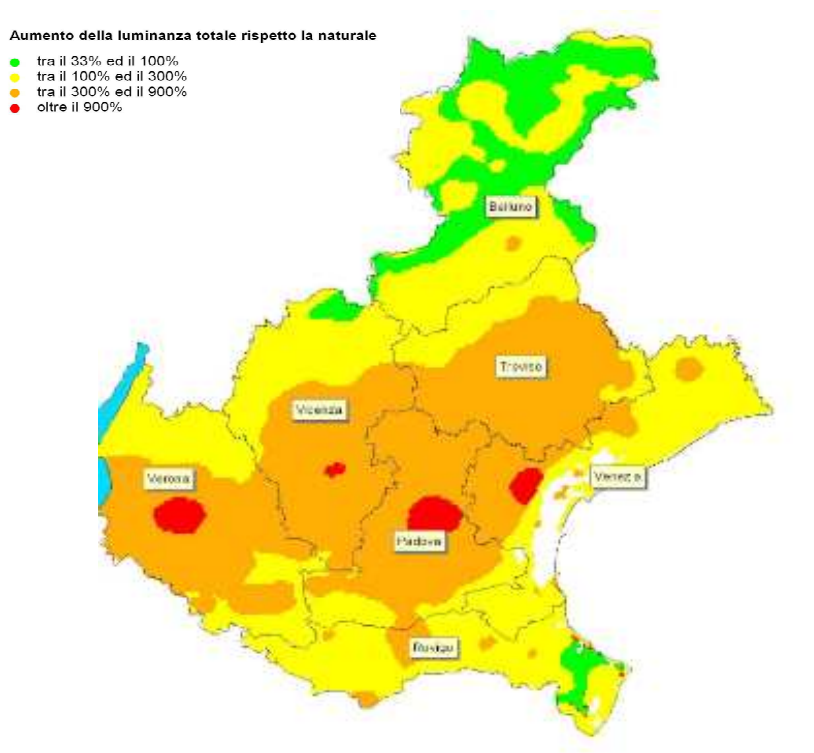 Aumento della luminanza totale rispetto la naturale
tra il 33% ed il 100%
tra il 100% ed il 300%
tra il 300% ed il 900%
oltre il 900%
Belluno
Treviso
Vicenza
Verona
Venezia
Padova
Rovigo